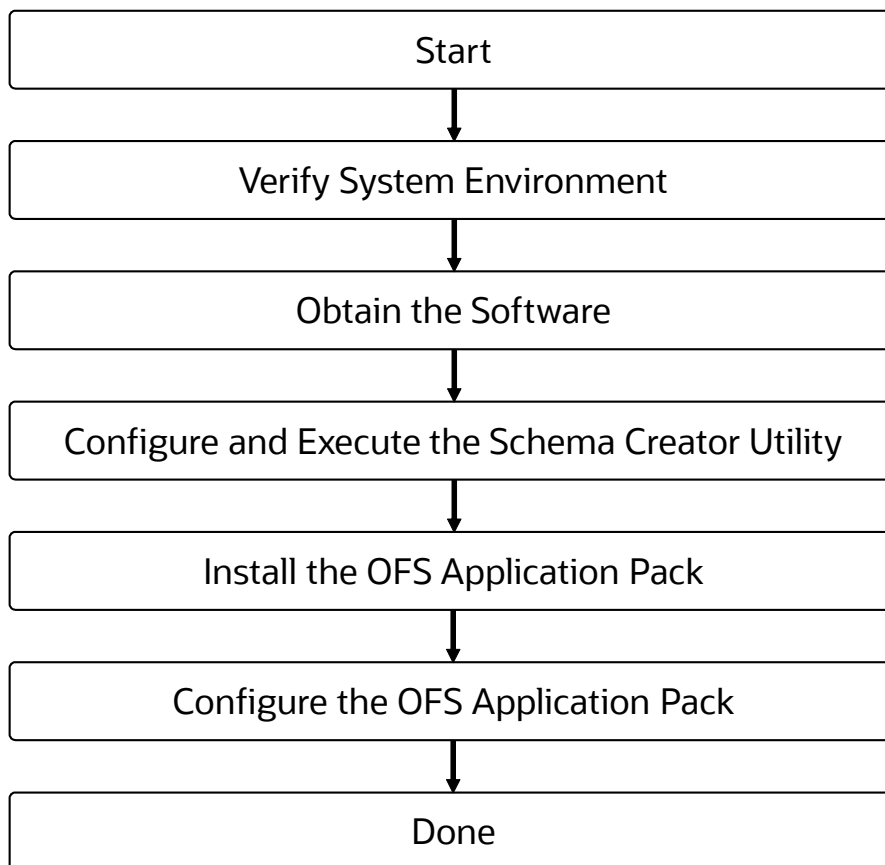 Start
Verify System Environment
Obtain the Software
Configure and Execute the Schema Creator Utility
Install the OFS Application Pack
Configure the OFS Application Pack
Done